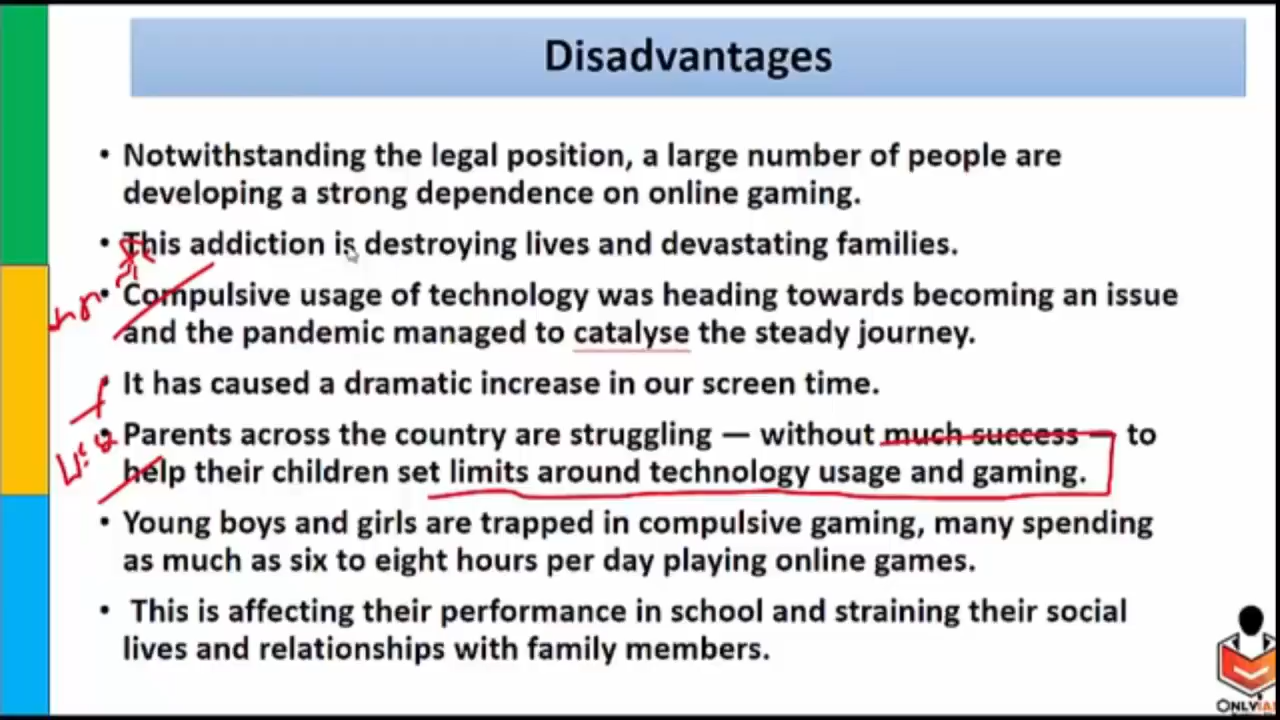 Disadvantages
• Notwithstanding the legal position, a large number of people are
developing a strong dependence on online gaming.
• This addiction is destroying lives and devastating families.
• Compulsive usage of technology was heading towards becoming an issue
and the pandemic managed to catalyse the steady journey.
• It has caused a dramatic increase in our screen time.
• Parents across the country are struggling — without much success — to
help their children set limits around technology usage and gaming.
• Young boys and girls are trapped in compulsive gaming, many spending
as much as six to eight hours per day playing online games.
• This is affecting their performance in school and straining their social
lives and relationships with family members.